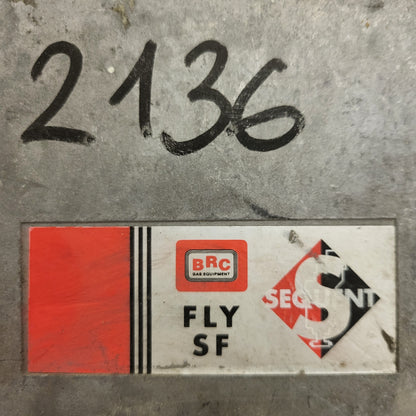 2136
BRC
GAS EQUIPMENT
FLY
SF
SEQUENT